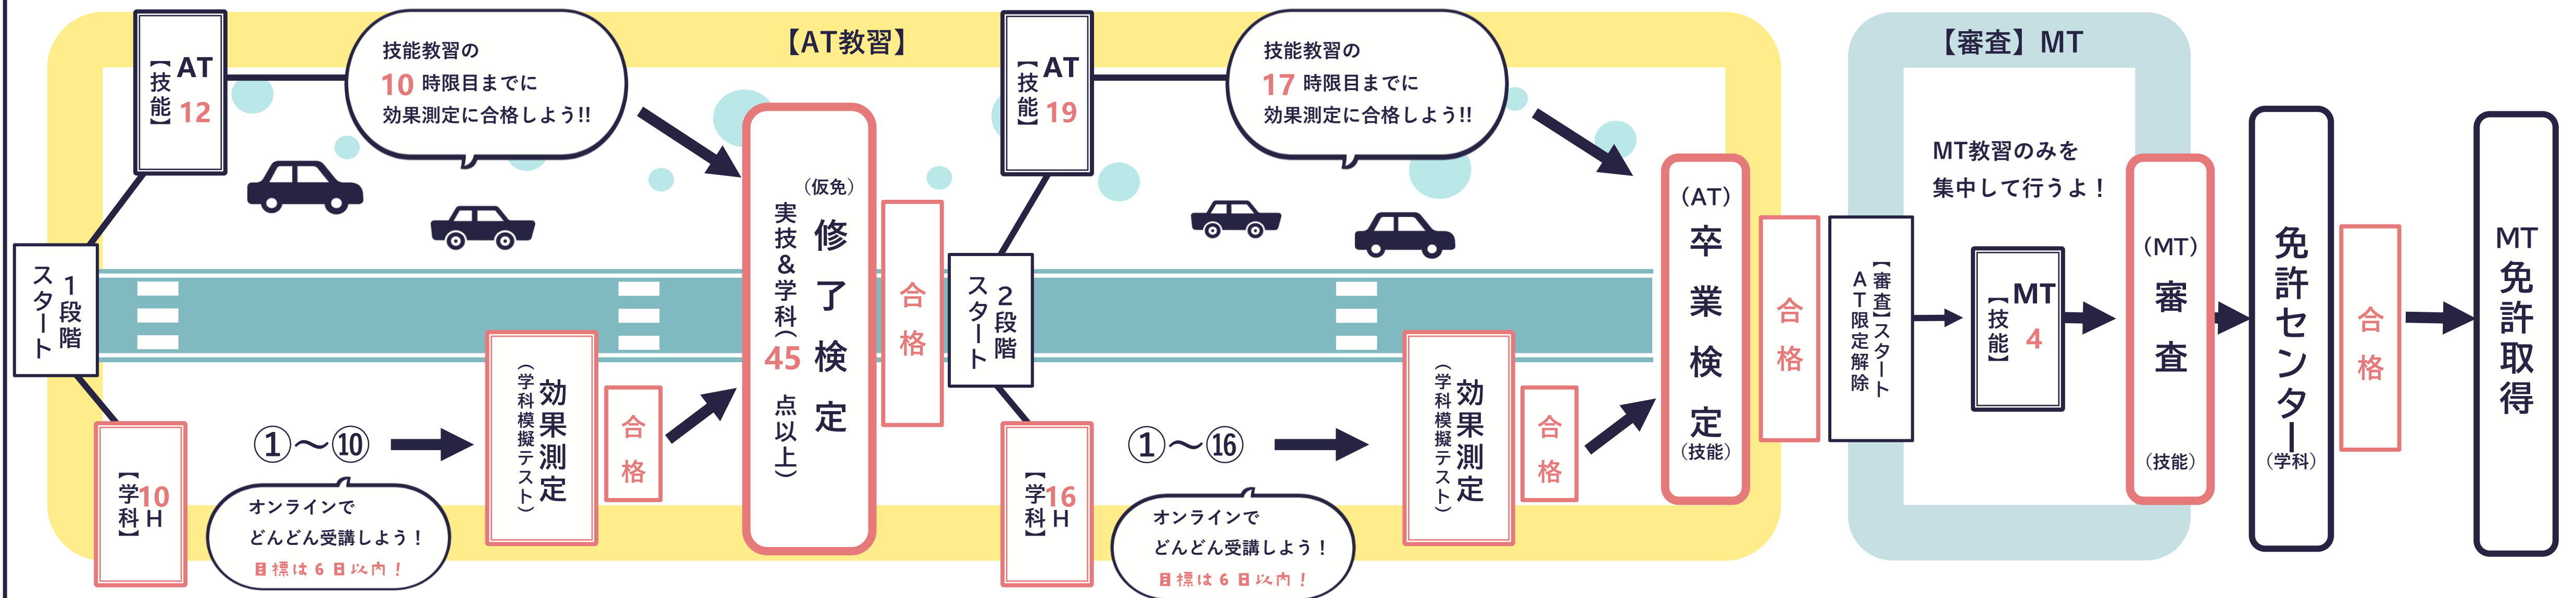 【AT教習】
1段階
スタート
AT
12
【技能】
技能教習の
10 時限目までに
効果測定に合格しよう!!
10
H
【学科】
①～⑩
オンラインで
どんどん受講しよう！
目標は６日以内！
効果測定
（学科模擬テスト）
合格
（仮免）
修了検定
実技&学科（45点以上）
合格
2段階
スタート
AT
19
【技能】
技能教習の
17 時限目までに
効果測定に合格しよう!!
16
H
【学科】
①～⑯
オンラインで
どんどん受講しよう！
目標は６日以内！
効果測定
（学科模擬テスト）
合格
（AT）
卒業検定
（技能）
合格
【審査】MT
【審査】スタート
ＡＴ限定解除
MT教習のみを
集中して行うよ！
MT
4
【技能】
（MT）
審査
（技能）
免許センター
（学科）
合格
MT
免許取得